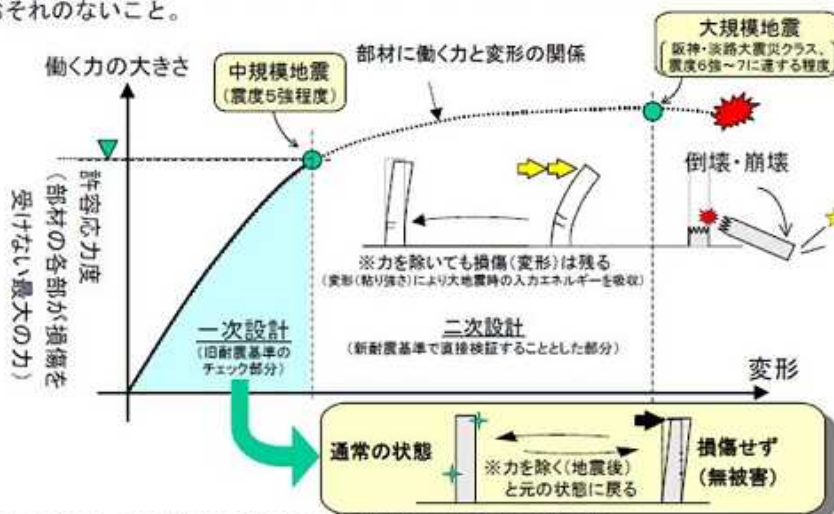 おそれのないこと。
働く力の大きさ
中規模地震
(震度5強程度)
部材に働く力と変形の関係
大規模地震
阪神・淡路大震災クラス、
震度6強～7に達する程度
倒壊・崩壊
許容応力度
(部材の各部が損傷を
受けない最大の力)
※力を除いても損傷(変形)は残る
(変形(粘り強さ)により大地震時の入力エネルギーを吸収)
一次設計
(旧耐震基準の
チェック部分)
二次設計
(新耐震基準で直接検証することとした部分)
変形
通常の状態
※力を除く(地震後)
と元の状態に戻る
損傷せず
(無被害)